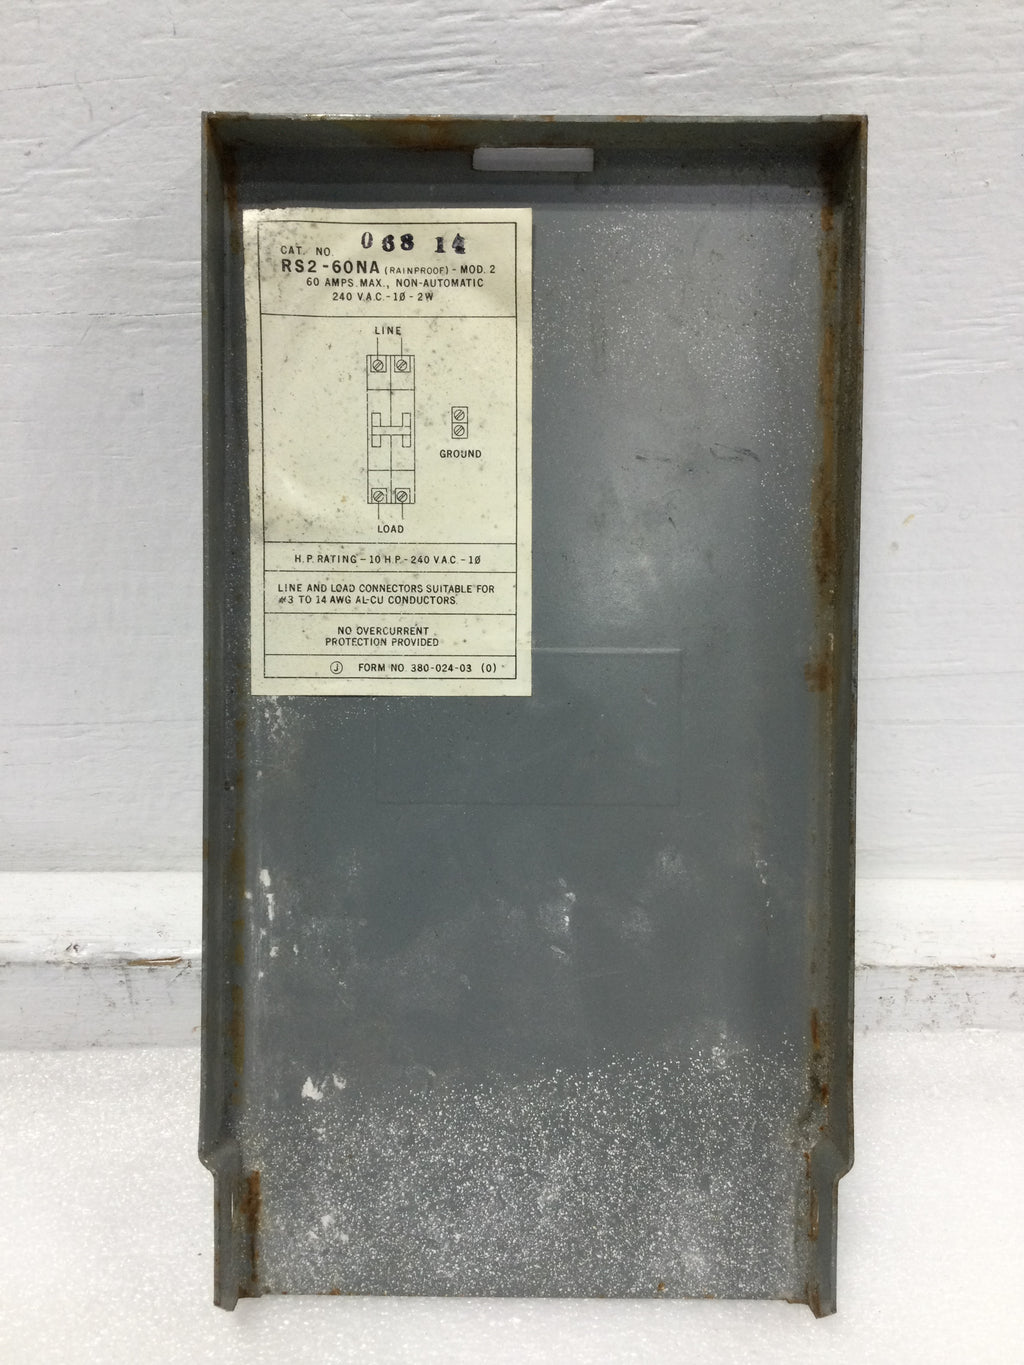 068 14
CAT. NO.
RS2-60NA (RAINPROOF) - MOD. 2
60 AMPS. MAX., NON-AUTOMATIC
240 V.A.C. - 1Ø - 2W
LINE
GROUND
LOAD
H.P. RATING - 10 H.P. - 240 V.A.C. - 1Ø
LINE AND LOAD CONNECTORS SUITABLE FOR
#3 TO 14 AWG AL-CU CONDUCTORS.
NO OVERCURRENT
PROTECTION PROVIDED
J FORM NO. 380-024-03 (0)